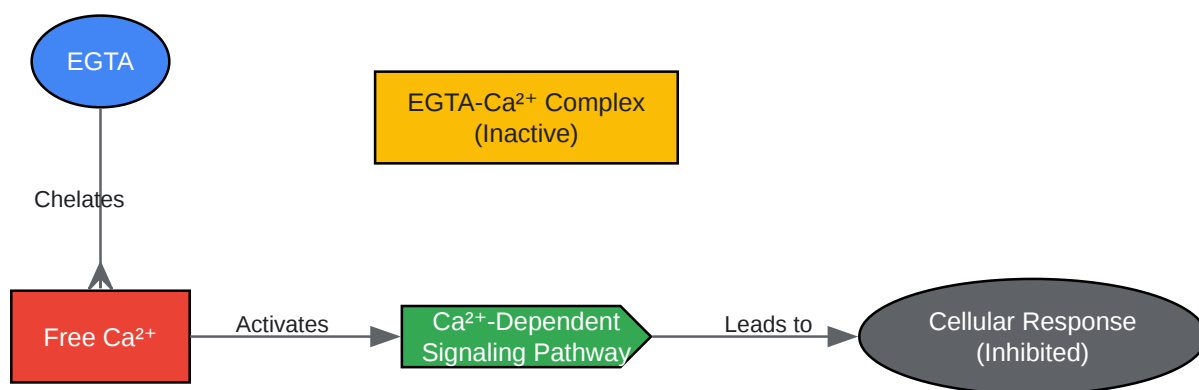 EGTA
EGTA-Ca²⁺ Complex
(Inactive)
Chelates
Free Ca²⁺
Activates
Ca²⁺-Dependent
Signaling Pathway
Leads to
Cellular Response
(Inhibited)